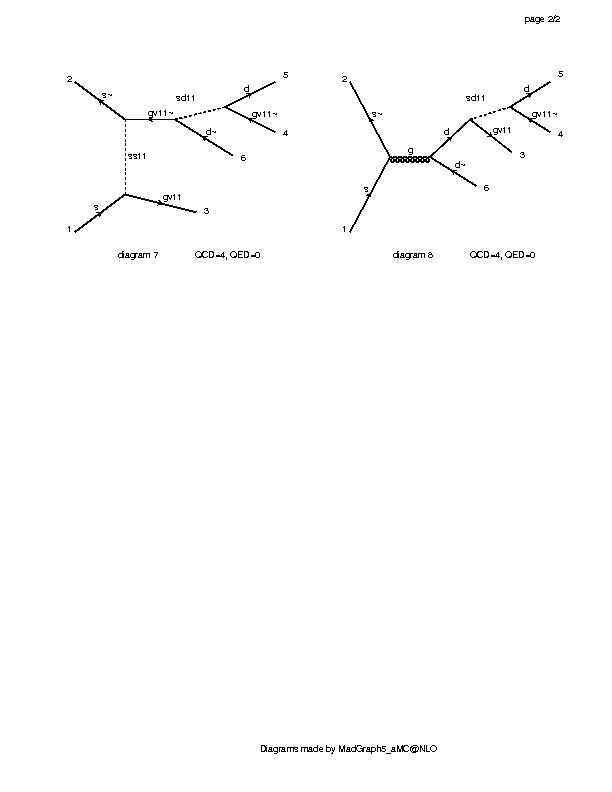 page 2/2
2
s~
gv11~
sd11
d
5
gv11~
4
d~
6
ss11
s
gv11
3
1
diagram 7 QCD=4, QED=0
2
s~
g
d
sd11
d
5
gv11~
4
gv11
3
d~
6
s
1
diagram 8 QCD=4, QED=0
Diagrams made by MadGraph5_aMC@NLO